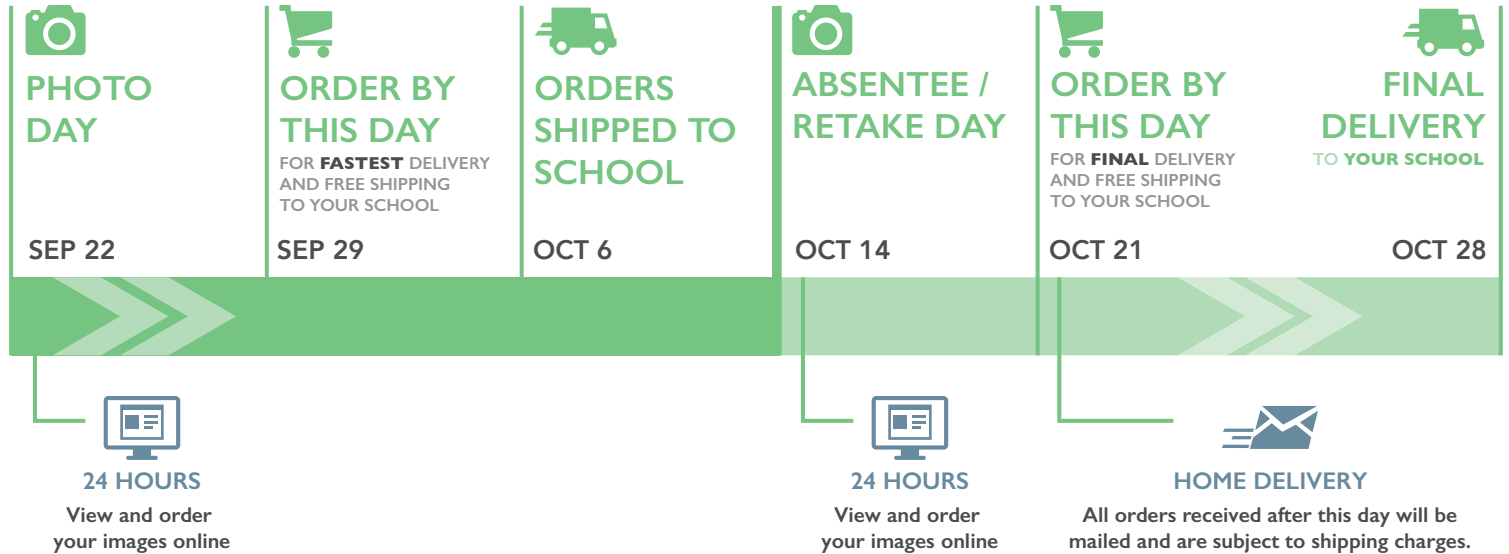 PHOTO
DAY
SEP 22
ORDER BY
THIS DAY
FOR FASTEST DELIVERY
AND FREE SHIPPING
TO YOUR SCHOOL
SEP 29
ORDERS
SHIPPED TO
SCHOOL
OCT 6
ABSENTEE /
RETAKE DAY
OCT 14
ORDER BY
THIS DAY
FOR FINAL DELIVERY
AND FREE SHIPPING
TO YOUR SCHOOL
OCT 21
FINAL
DELIVERY
TO YOUR SCHOOL
OCT 28
24 HOURS
View and order
your images online
24 HOURS
View and order
your images online
HOME DELIVERY
All orders received after this day will be
mailed and are subject to shipping charges.